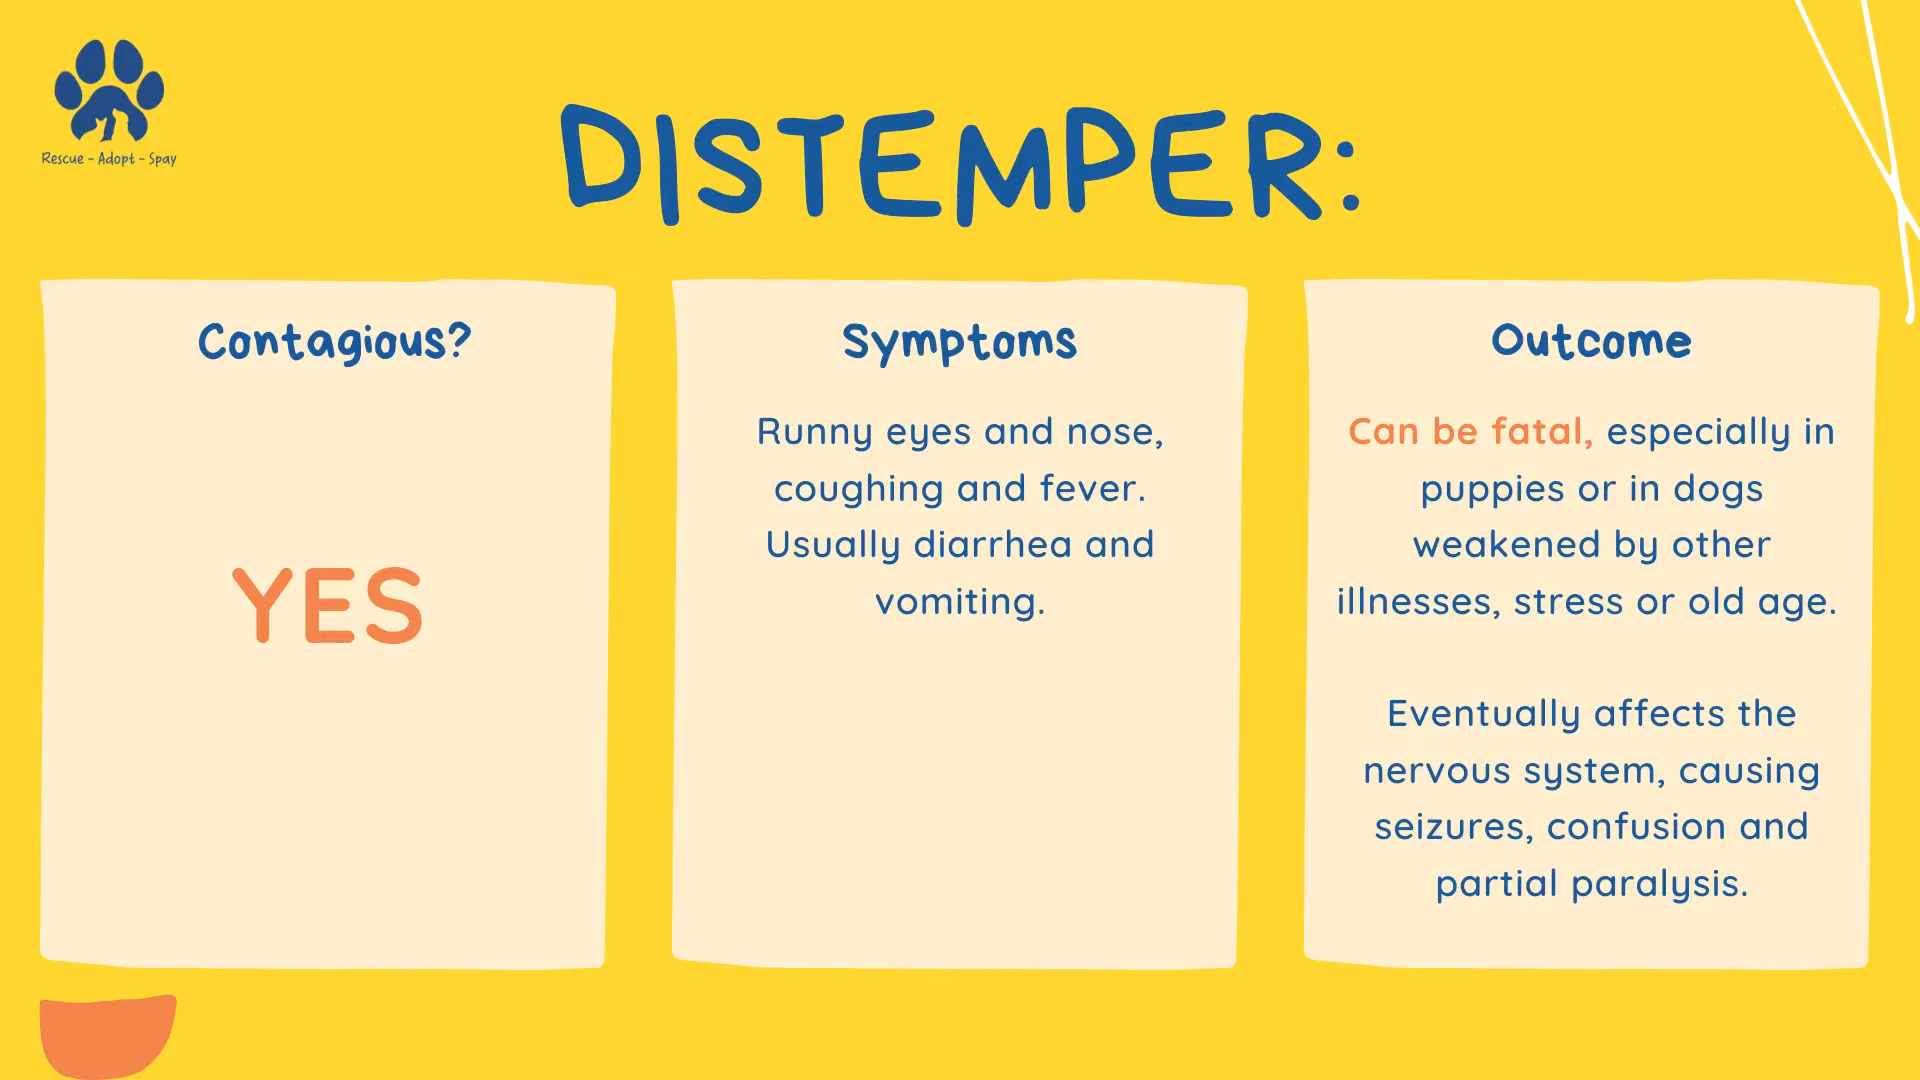 Rescue - Adopt - Spay
DISTEMPER:
Contagious?
YES
Symptoms
Runny eyes and nose,
coughing and fever.
Usually diarrhea and
vomiting.
Outcome
Can be fatal, especially in
puppies or in dogs
weakened by other
illnesses, stress or old age.
Eventually affects the
nervous system, causing
seizures, confusion and
partial paralysis.